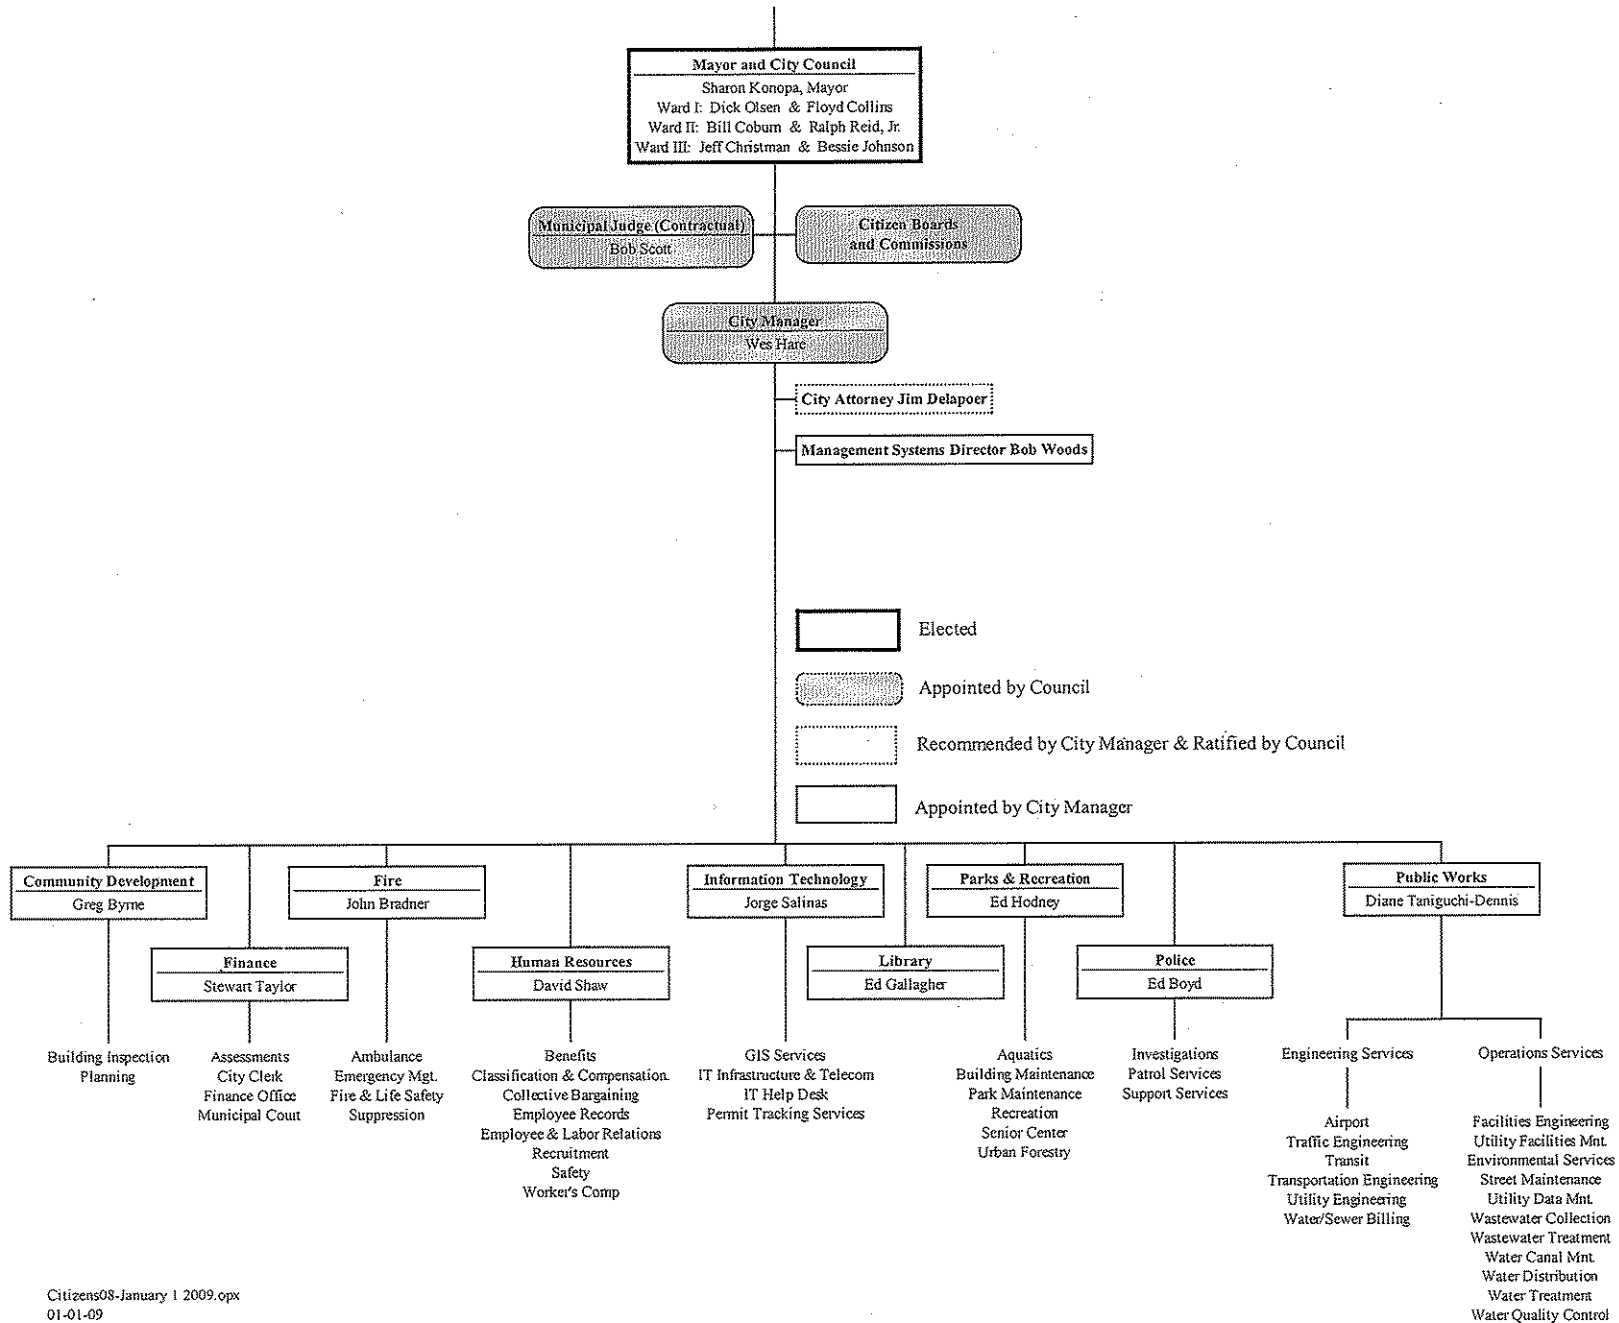 Mayor and City Council
Sharon Konopa, Mayor
Ward I: Dick Olsen & Floyd Collins
Ward II: Bill Coburn & Ralph Reid, Jr.
Ward III: Jeff Christman & Bessie Johnson
Municipal Judge (Contractual)
Bob Scott
Citizen Boards
and Commissions
City Manager
Wes Hare
City Attorney Jim Delapoer
Management Systems Director Bob Woods
Elected
Appointed by Council
Recommended by City Manager & Ratified by Council
Appointed by City Manager
Community Development
Greg Byrne
Fire
John Bradner
Information Technology
Jorge Salinas
Parks & Recreation
Ed Hodney
Public Works
Diane Taniguchi-Dennis
Finance
Stewart Taylor
Human Resources
David Shaw
Library
Ed Gallagher
Police
Ed Boyd
Building Inspection
Planning
Assessments
City Clerk
Finance Office
Municipal Court
Ambulance
Emergency Mgt.
Fire & Life Safety
Suppression
Benefits
Classification & Compensation
Collective Bargaining
Employee Records
Employee & Labor Relations
Recruitment
Safety
Worker's Comp
GIS Services
IT Infrastructure & Telecom
IT Help Desk
Permit Tracking Services
Aquatics
Building Maintenance
Park Maintenance
Recreation
Senior Center
Urban Forestry
Investigations
Patrol Services
Support Services
Engineering Services
Airport
Traffic Engineering
Transit
Transportation Engineering
Utility Engineering
Water/Sewer Billing
Operations Services
Facilities Engineering
Utility Facilities Mnt.
Environmental Services
Street Maintenance
Utility Data Mnt.
Wastewater Collection
Wastewater Treatment
Water Canal Mnt.
Water Distribution
Water Treatment
Water Quality Control
Citizens08-January 1 2009.opx
01-01-09